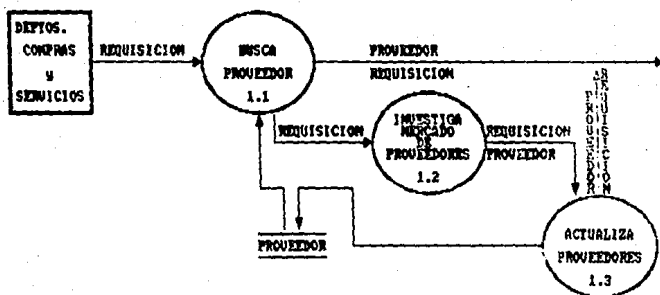 DEPTOS.
COMPRAS
y
SERVICIOS
REQUISICION
BUSCA
PROVEEDOR
1.1
PROVEEDOR
REQUISICION
REQUISICION
INVESTIGA
MERCADO
DE
PROVEEDORES
1.2
REQUISICION
PROVEEDOR
PROVEEDOR
REQUISICION
PROVEEDOR
ACTUALIZA
PROVEEDORES
1.3